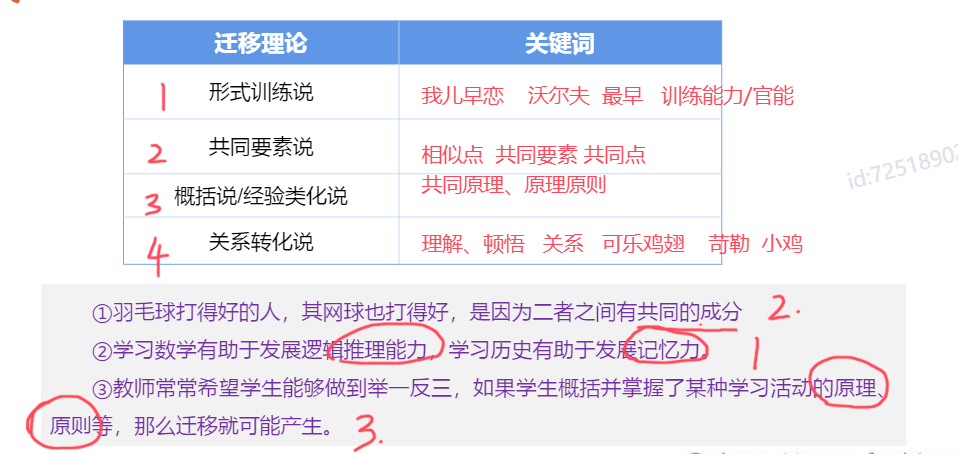 迁移理论 关键词
1 形式训练说 我儿早恋 沃尔夫 最早 训练能力/官能
2 共同要素说 相似点 共同要素 共同点
3 概括说/经验类化说 共同原理、原理原则
4 关系转化说 理解、顿悟 关系 可乐鸡翅 苛勒 小鸡
id:72518902
①羽毛球打得好的人，其网球也打得好，是因为二者之间有共同的成分 2.
②学习数学有助于发展逻辑推理能力，学习历史有助于发展记忆力。 1
③教师常常希望学生能够做到举一反三，如果学生概括并掌握了某种学习活动的原理、
原则等，那么迁移就可能产生。 3.